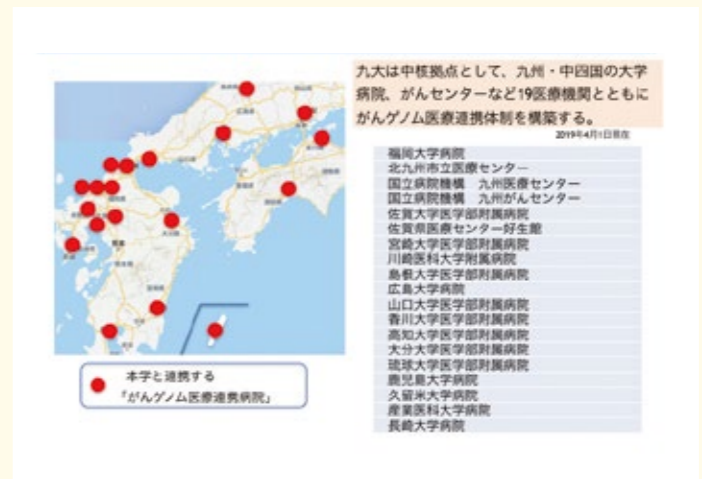 九大は中核拠点として、九州・中四国の大学
病院、がんセンターなど19医療機関とともに
がんゲノム医療連携体制を構築する。
2019年4月1日現在
福岡大学病院
北九州市立医療センター
国立病院機構　九州医療センター
国立病院機構　九州がんセンター
佐賀大学医学部附属病院
佐賀県医療センター好生館
宮崎大学医学部附属病院
川崎医科大学附属病院
島根大学医学部附属病院
広島大学病院
山口大学医学部附属病院
香川大学医学部附属病院
高知大学医学部附属病院
大分大学医学部附属病院
琉球大学医学部附属病院
鹿児島大学病院
久留米大学病院
産業医科大学病院
長崎大学病院
本学と連携する
「がんゲノム医療連携病院」